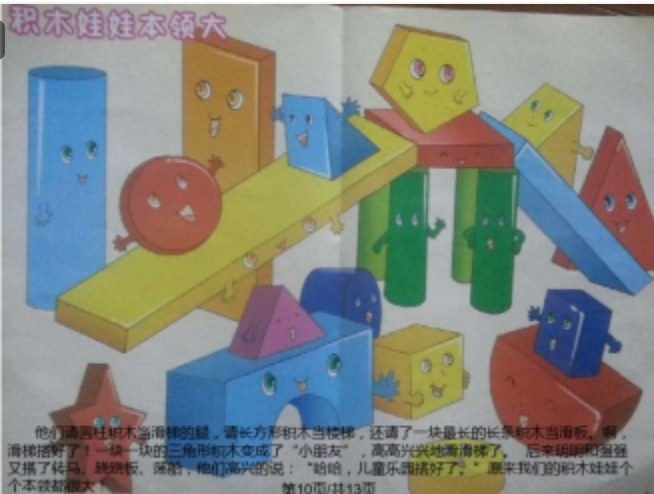 积木娃娃本领大
他们请圆柱积木当滑梯的腿，请长方形积木当楼梯，还请了一块最长的长条积木当滑板。啊，
滑梯搭好了！一块一块的三角形积木变成了“小朋友”，高高兴兴地滑滑梯了。 后来明明和强强
又搭了转马、跷跷板、荡船，他们高兴的说：“哈哈，儿童乐园搭好了。”原来我们的积木娃娃个
个本领都很大！
第10页/共13页